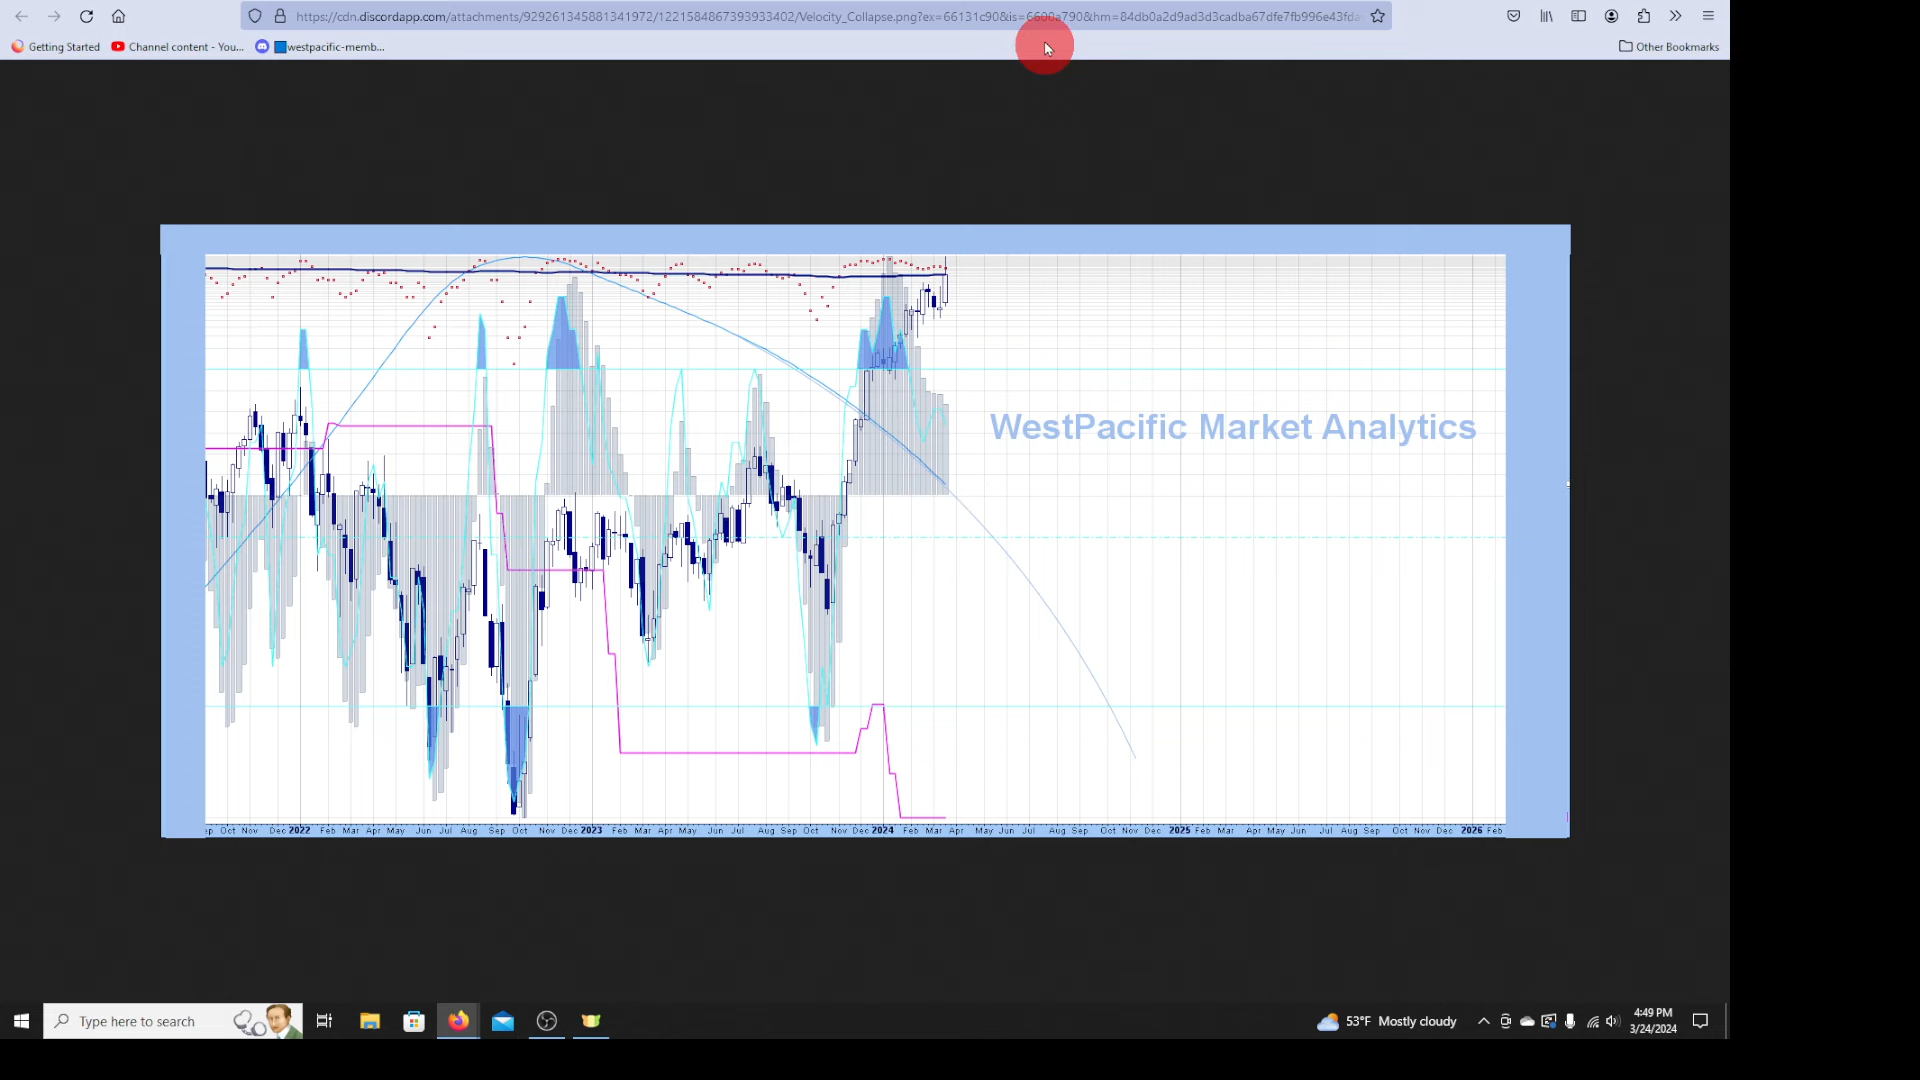 https://cdn.discordapp.com/attachments/929261345881341972/1221584867393933402/Velocity_Collapse.png?ex=66131c90&is=6600a790&hm=84db0a2d9ad3d3cadba67dfe7fb996e43fda
Getting Started Channel content - You... westpacific-memb... Other Bookmarks
WestPacific Market Analytics
Oct Nov Dec 2022 Feb Mar Apr May Jun Jul Aug Sep Oct Nov Dec 2023 Feb Mar Apr May Jun Jul Aug Sep Oct Nov Dec 2024 Feb Mar Apr May Jun Jul Aug Sep Oct Nov Dec 2025 Feb Mar Apr May Jun Jul Aug Sep Oct Nov Dec 2026 Feb
Type here to search 53°F Mostly cloudy 4:49 PM
3/24/2024